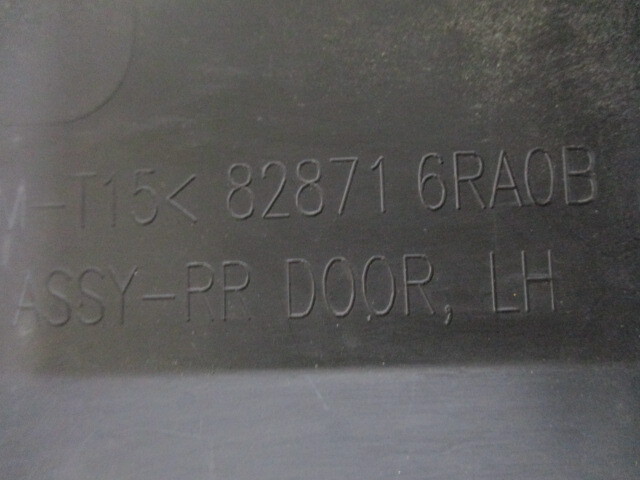 M-T15< 82871 6RA0B
ASSY-RR DOOR, LH